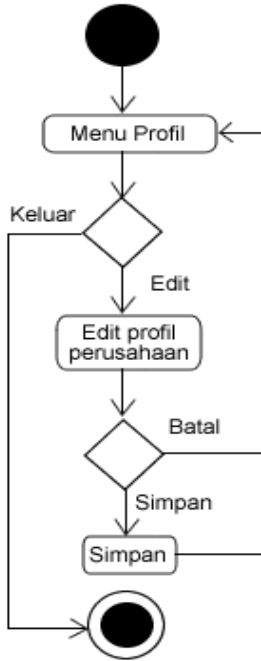 Menu Profil
Keluar
Edit
Edit profil
perusahaan
Batal
Simpan
Simpan